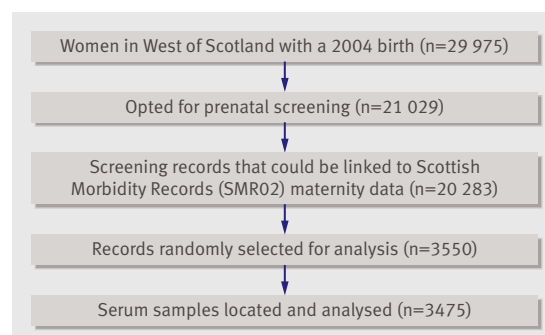 Women in West of Scotland with a 2004 birth (n=29 975)
Opted for prenatal screening (n=21 029)
Screening records that could be linked to Scottish
Morbidity Records (SMR02) maternity data (n=20 283)
Records randomly selected for analysis (n=3550)
Serum samples located and analysed (n=3475)